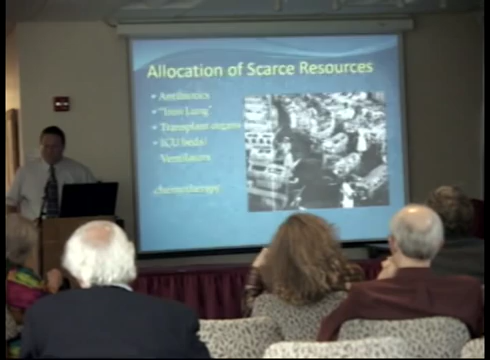 Allocation of Scarce Resources
Antibiotics
"Iron Lung"
Transplant organs
ICU beds/
Ventilators
chemotherapy